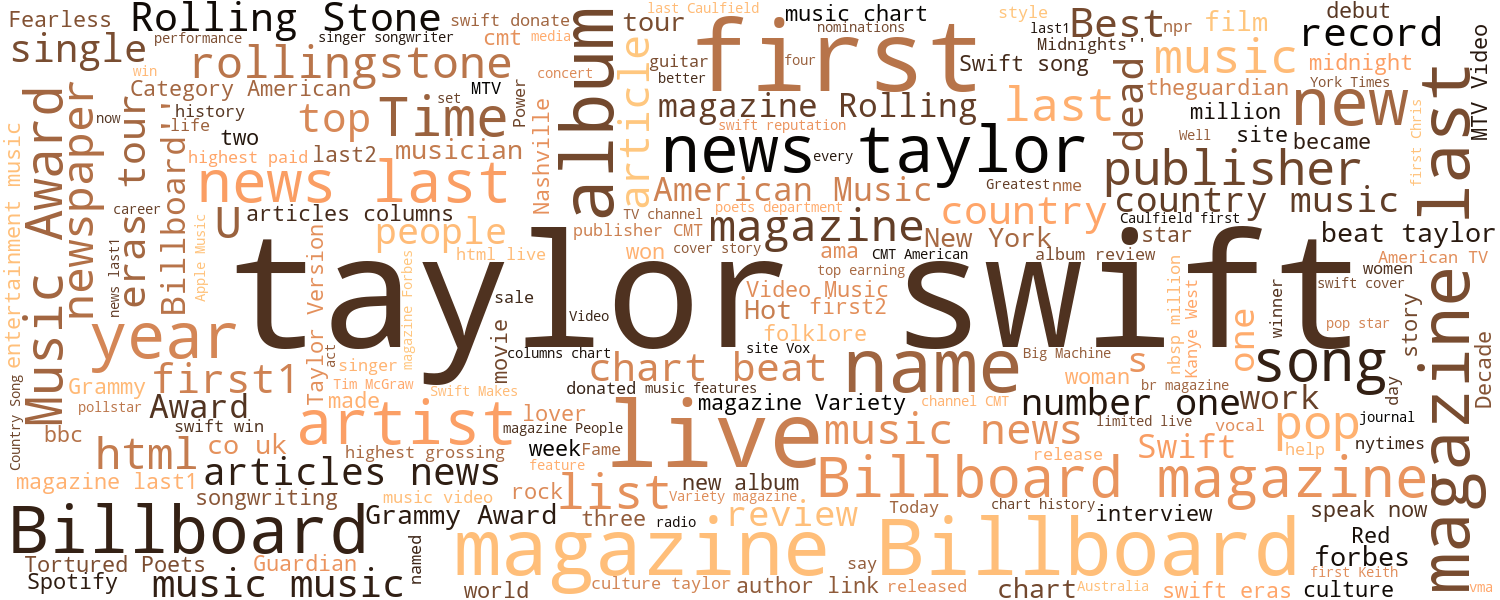 Fearless
Rolling Stone
swift donate
last Caulfield
music chart
style
debut
single
performance
singer songwriter
cmt
media
tour
nominations
last1
Best
npr
film
record
win
rollingstone
concert
guitar
better
first
four
Swift song
Midnights''
music
midnight
MTV Video
Category American
set
MTV
Power
album
article
magazine Rolling
last
dead
theguardian
York Times
new
history
life
now
top
Time
swift reputation
million
Music Award
newspaper
eras tour
Billboard'
two
highest paid
last2
musician
Nashville
news taylor
every
Well
site
became
magazine last
entertainment music
news last
American Music
Greatest
nme
publisher
first Chris
career
U
articles columns
TV channel
poets department
country
country music
Caulfield first
Apple Music
people
publisher CMT
magazine
New York
star
beat taylor
news last1
html live
won
cover story
ama
CMT American
album review
American TV
taylor swift
top earning
women
swift cover
Taylor Version
magazine Forbes
sale
Video Music
Hot
first2
nbsp million
Kanye West
winner
year
act
Video
folklore
one
pop star
story
movie
columns chart
site Vox
Big Machine
s
song
singer
chart beat
name
Country song
Grammy
first1
Tim McGraw
Swift Makes
donated
music features
woman
br magazine
day
Decade
pollstar
Award
made
magazine Variety
channel CMT
number one
work
artist
lover
live
limited live
pop
journal
bbc
swift win
magazine People
music news
vocal
html
co uk
highest grossing
week
Fame
Swift
help
nytimes
feature
release
articles news
list
new album
Billboard magazine
magazine last1
songwriting
music video
rock
Variety magazine
chart history
Billboard
Grammy Award
three
radio
review
Today
interview
speak now
named
magazine Billboard
Red
Tortured Poets
Guardian
say
forbes
Spotify
music music
world
culture taylor
author link
released
chart
Australia
swift eras
first Keith
culture
vma